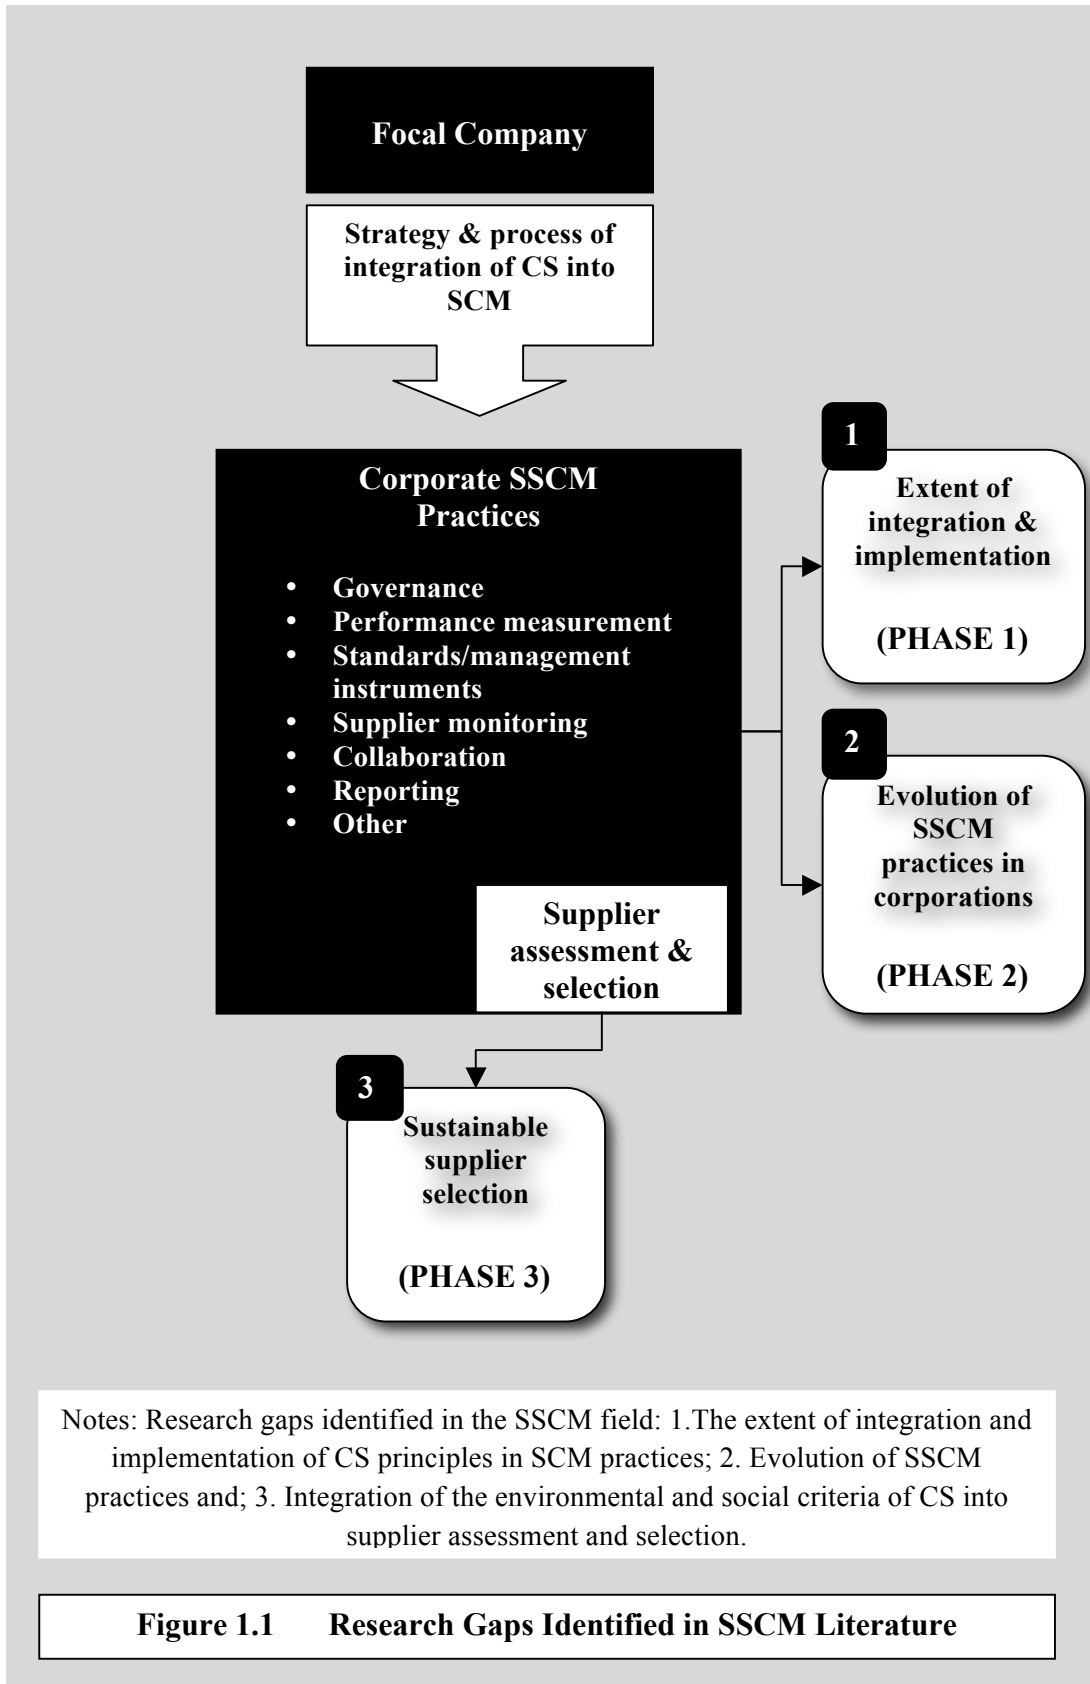 Focal Company
Strategy & process of
integration of CS into
SCM
Corporate SSCM
Practices
• Governance
• Performance measurement
• Standards/management
instruments
• Supplier monitoring
• Collaboration
• Reporting
• Other
Supplier
assessment &
selection
1
Extent of
integration &
implementation
(PHASE 1)
2
Evolution of
SSCM
practices in
corporations
(PHASE 2)
3
Sustainable
supplier
selection
(PHASE 3)
Notes: Research gaps identified in the SSCM field: 1.The extent of integration and
implementation of CS principles in SCM practices; 2. Evolution of SSCM
practices and; 3. Integration of the environmental and social criteria of CS into
supplier assessment and selection.
Figure 1.1 Research Gaps Identified in SSCM Literature